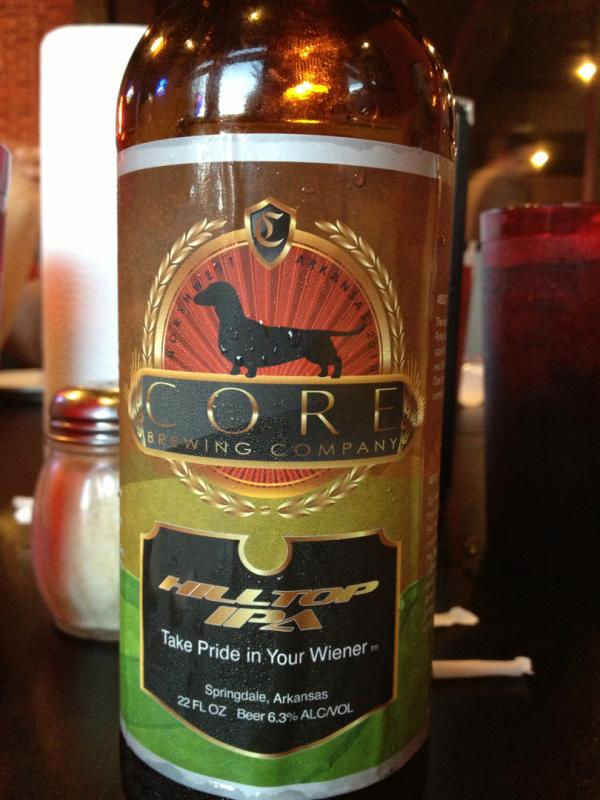 C
NORTHWEST ARKANSAS
CORE
BREWING COMPANY
HILLTOP
IPA
Take Pride in Your Wiener TM
Springdale, Arkansas
22 FL OZ Beer 6.3% ALC/VOL